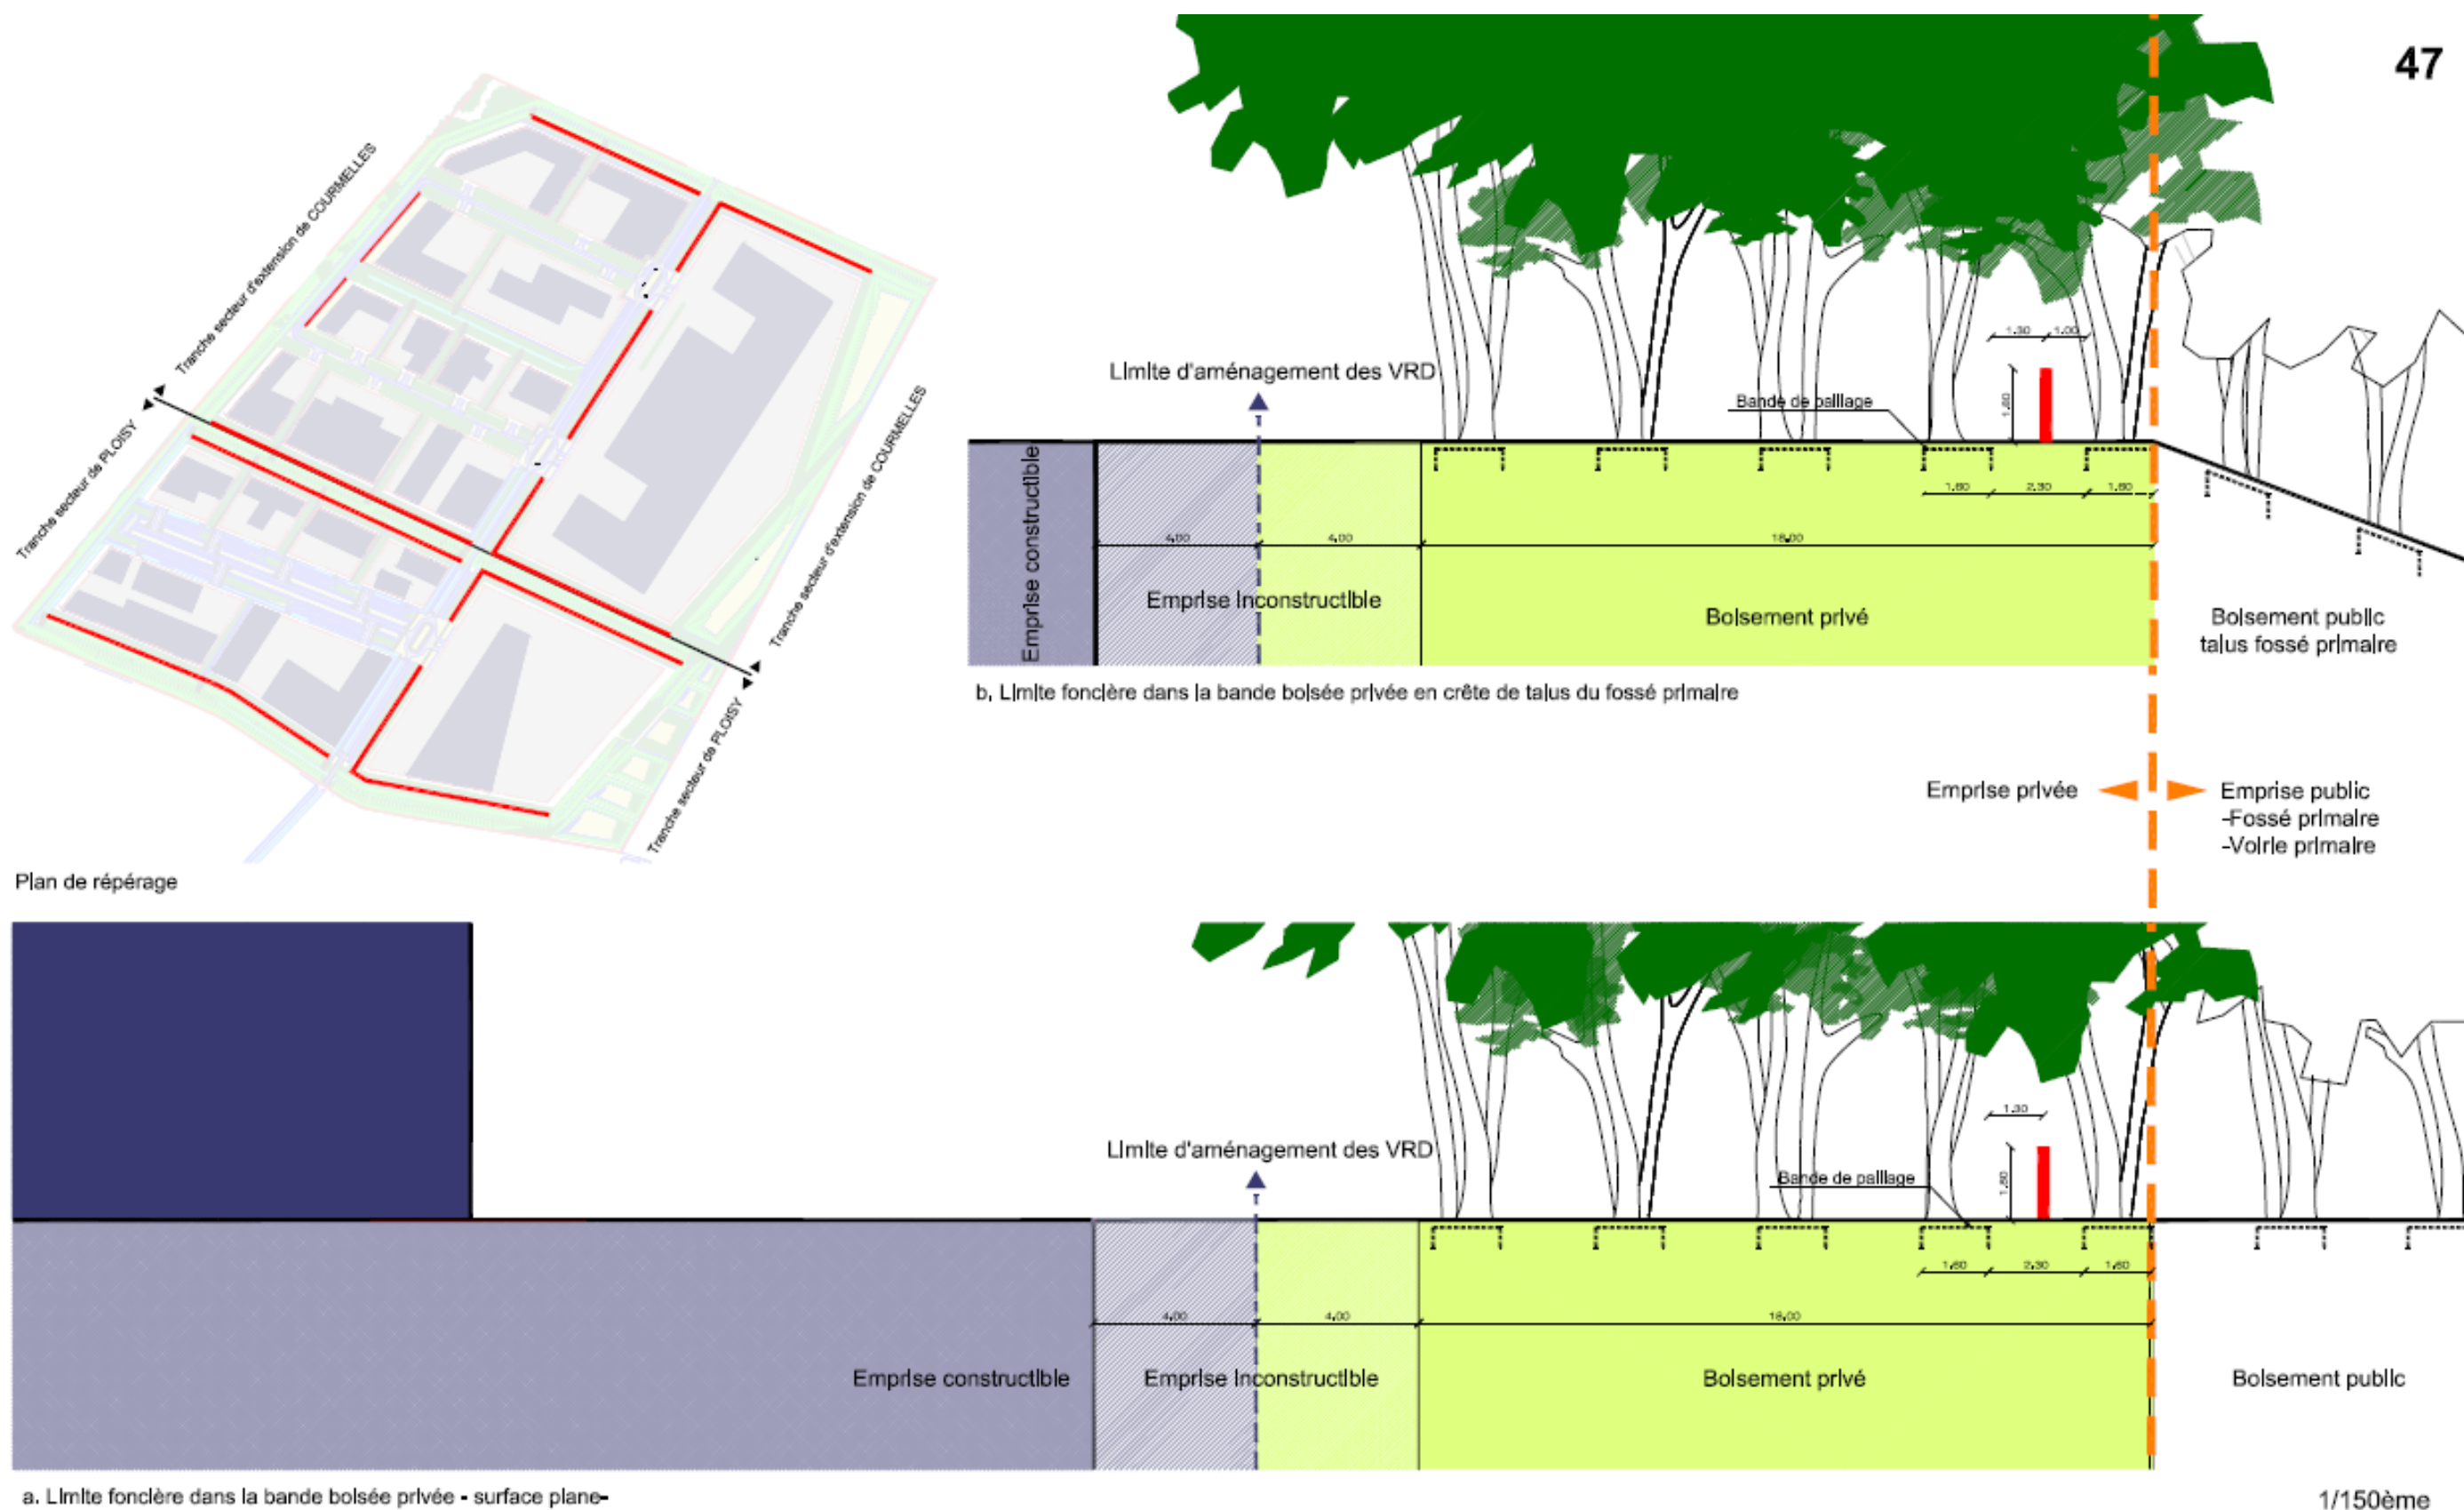 47
Tranche secteur d'extension de COURMELLES
Tranche secteur de PLOISY
Tranche secteur d'extension de COURMELLES
Tranche secteur de PLOISY
Plan de répérage
Limite d'aménagement des VRD
Bande de paillage
1.30 1.00
1.80
1.60 2.30 1.60
4.00 4.00 18.00
Emprise constructible
Emprise inconstructible
Boisement privé
Boisement public
talus fossé primaire
b. Limite foncière dans la bande boisée privée en crête de talus du fossé primaire
Emprise privée
Emprise public
-Fossé primaire
-Voirie primaire
Limite d'aménagement des VRD
Bande de paillage
1.30
1.80
1.60 2.30 1.60
4.00 4.00 18.00
Emprise constructible
Emprise inconstructible
Boisement privé
Boisement public
a. Limite foncière dans la bande boisée privée - surface plane-
1/150ème